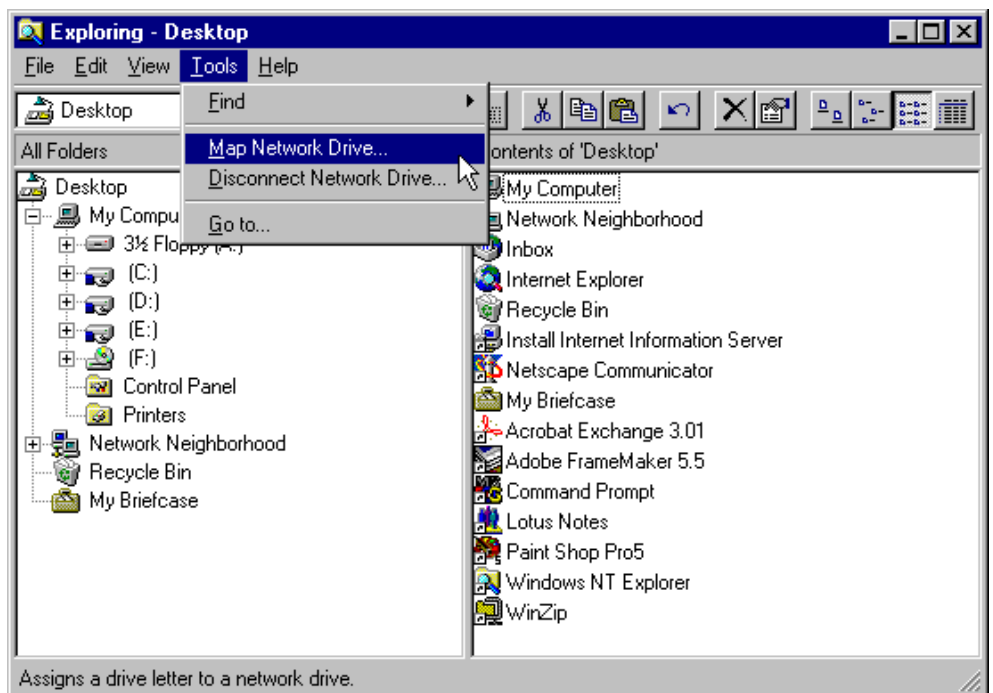 Exploring - Desktop
File Edit View Tools Help
Desktop
Find
Map Network Drive...
Disconnect Network Drive...
Go to...
All Folders
ontents of 'Desktop'
Desktop
My Compu
3½ Floppy (A:)
(C:)
(D:)
(E:)
(F:)
Control Panel
Printers
Network Neighborhood
Recycle Bin
My Briefcase
My Computer
Network Neighborhood
Inbox
Internet Explorer
Recycle Bin
Install Internet Information Server
Netscape Communicator
My Briefcase
Acrobat Exchange 3.01
Adobe FrameMaker 5.5
Command Prompt
Lotus Notes
Paint Shop Pro5
Windows NT Explorer
WinZip
Assigns a drive letter to a network drive.